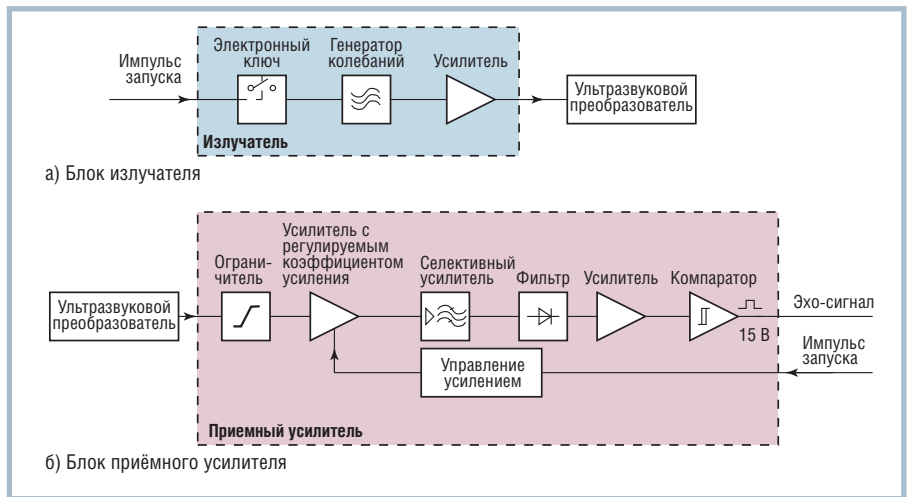 Импульс
запуска
Электронный
ключ
Генератор
колебаний
Усилитель
Ультразвуковой
преобразователь
Излучатель
а) Блок излучателя
Ультразвуковой
преобразователь
Ограни-
читель
Усилитель с
регулируемым
коэффициентом
усиления
Селективный
усилитель
Фильтр
Усилитель
Компаратор
15 В
Эхо-сигнал
Импульс
запуска
Управление
усилением
Приемный усилитель
б) Блок приёмного усилителя